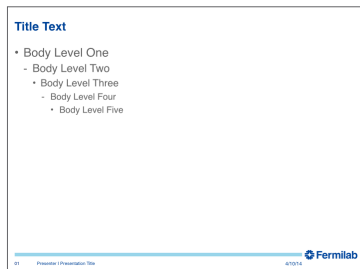 Title Text
• Body Level One
- Body Level Two
• Body Level Three
- Body Level Four
• Body Level Five
Fermilab
01 Presenter | Presentation Title 4/10/14